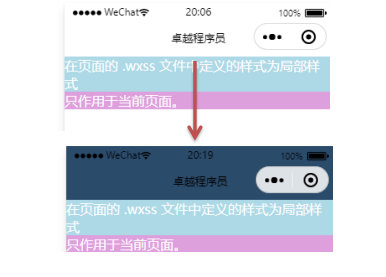 ●●●●● WeChat 20:06 100%
卓越程序员
在页面的 .wxss 文件中定义的样式为局部样
式
只作用于当前页面。
●●●●● WeChat 20:19 100%
卓越程序员
在页面的 .wxss 文件中定义的样式为局部样
式
只作用于当前页面。